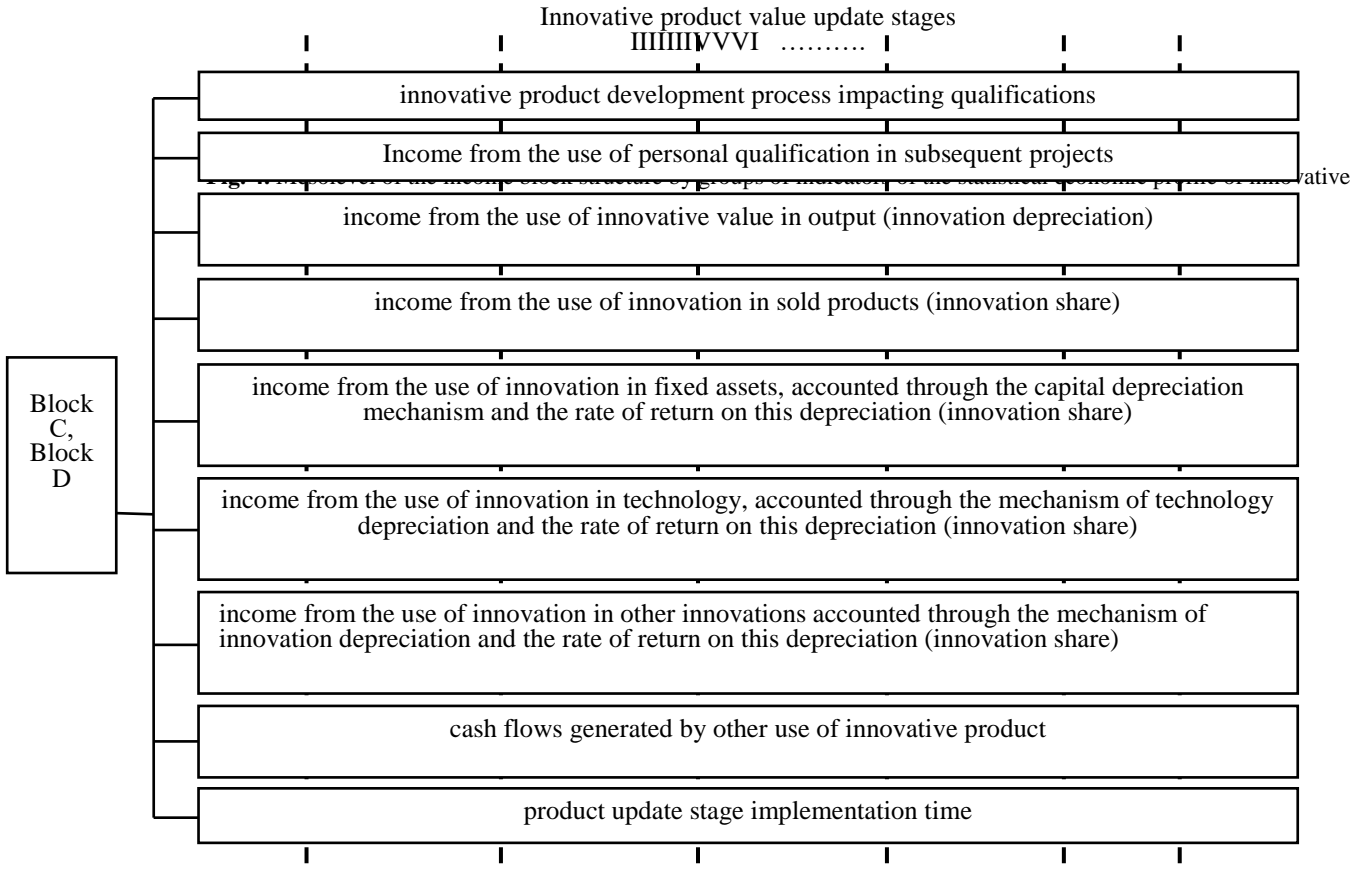 Innovative product value update stages
IIIIIIIVVVI ……….
innovative product development process impacting qualifications
Income from the use of personal qualification in subsequent projects
vative
income from the use of innovative value in output (innovation depreciation)
income from the use of innovation in sold products (innovation share)
income from the use of innovation in fixed assets, accounted through the capital depreciation
mechanism and the rate of return on this depreciation (innovation share)
Block
C,
Block
D
income from the use of innovation in technology, accounted through the mechanism of technology
depreciation and the rate of return on this depreciation (innovation share)
income from the use of innovation in other innovations accounted through the mechanism of
innovation depreciation and the rate of return on this depreciation (innovation share)
cash flows generated by other use of innovative product
product update stage implementation time